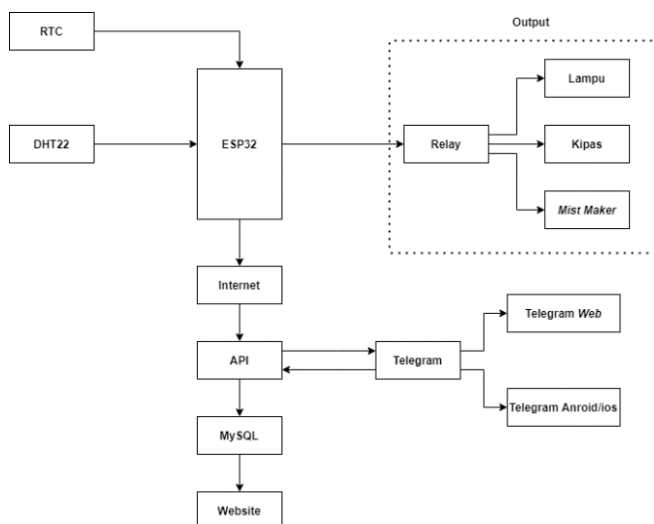 Output
RTC
Lampu
DHT22
ESP32
Relay
Kipas
Mist Maker
Internet
Telegram Web
API
Telegram
Telegram Anroid/ios
MySQL
Website